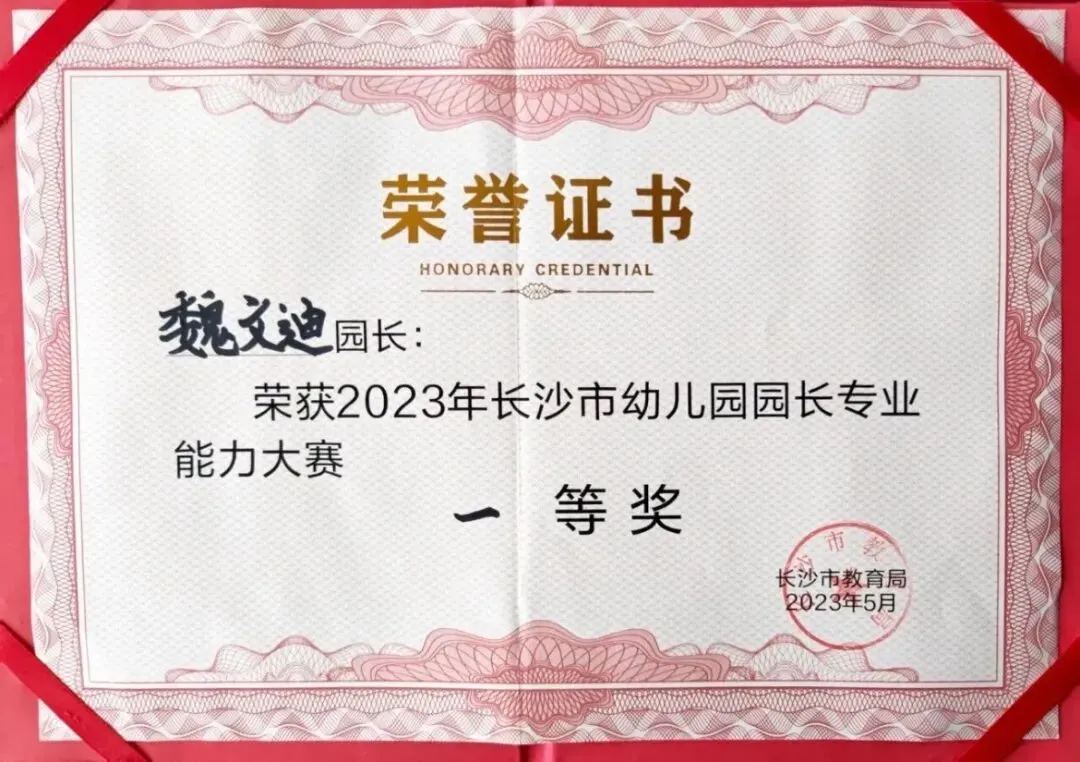 荣誉证书
HONORARY CREDENTIAL
魏文迪园长：
荣获2023年长沙市幼儿园园长专业
能力大赛
一 等 奖
长沙市教育局
2023年5月